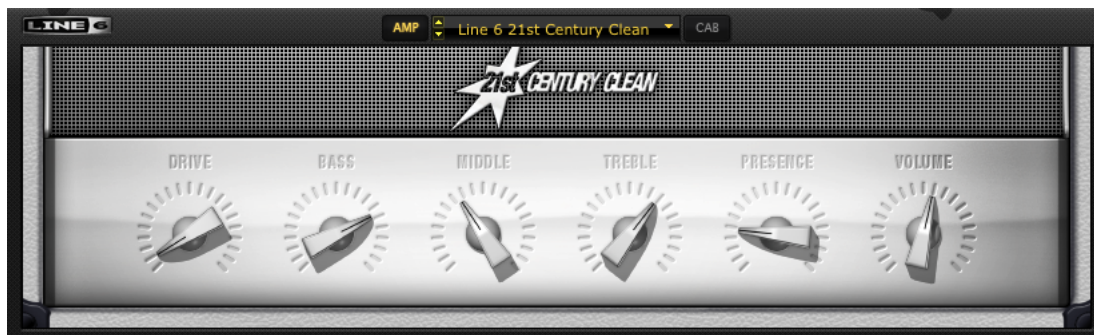 LINE 6
AMP Line 6 21st Century Clean CAB
21st CENTURY CLEAN
DRIVE BASS MIDDLE TREBLE PRESENCE VOLUME